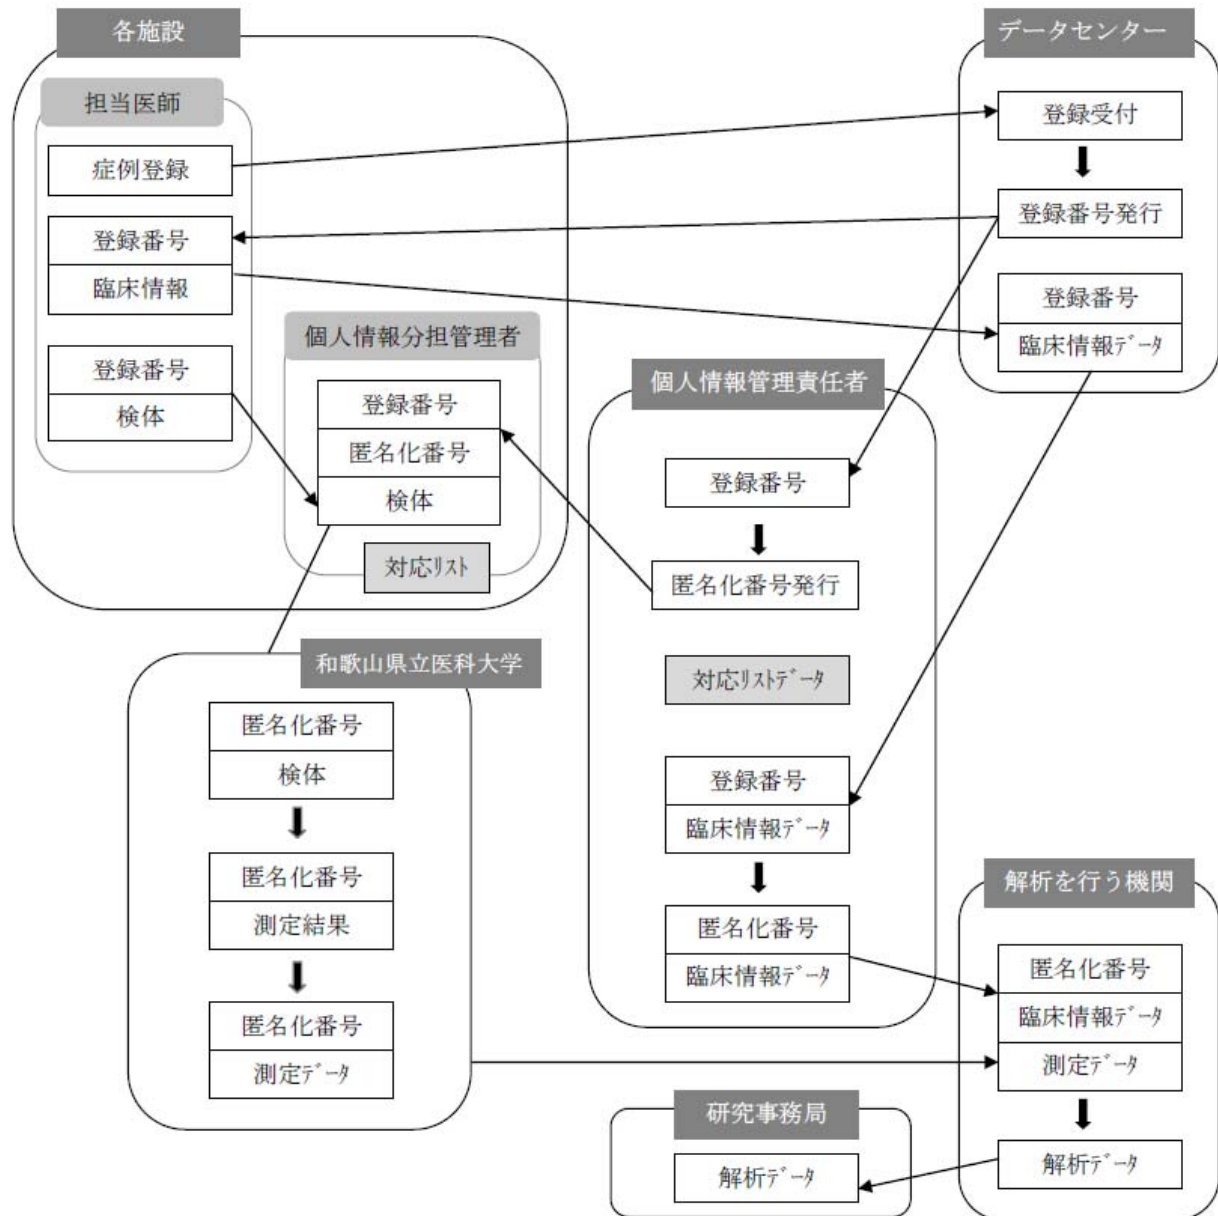 各施設
担当医師
症例登録
登録番号
臨床情報
登録番号
検体
個人情報分担管理者
登録番号
匿名化番号
検体
対応ﾘｽﾄ
データセンター
登録受付
登録番号発行
登録番号
臨床情報ﾃﾞｰﾀ
個人情報管理責任者
登録番号
匿名化番号発行
対応ﾘｽﾄﾃﾞｰﾀ
登録番号
臨床情報ﾃﾞｰﾀ
匿名化番号
臨床情報ﾃﾞｰﾀ
和歌山県立医科大学
匿名化番号
検体
匿名化番号
測定結果
匿名化番号
測定ﾃﾞｰﾀ
解析を行う機関
匿名化番号
臨床情報ﾃﾞｰﾀ
測定ﾃﾞｰﾀ
解析ﾃﾞｰﾀ
研究事務局
解析ﾃﾞｰﾀ